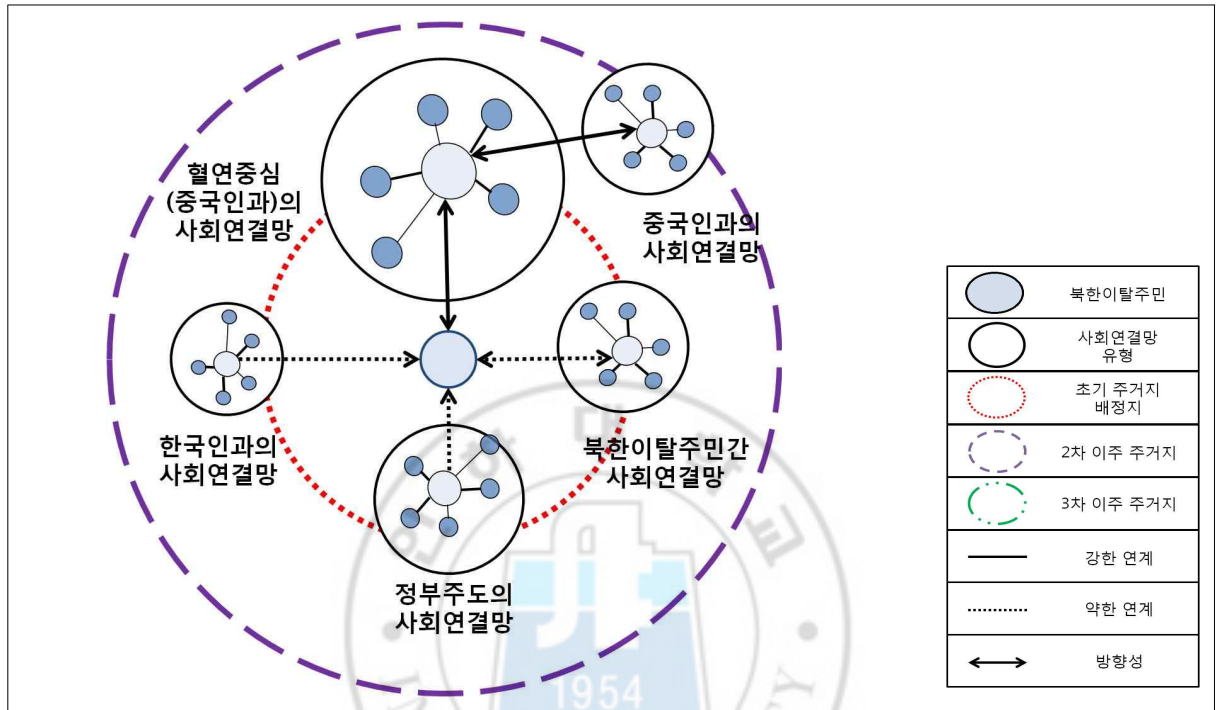 혈연중심
(중국인과)의
사회연결망
중국인과의
사회연결망
한국인과의
사회연결망
북한이탈주민간
사회연결망
정부주도의
사회연결망
북한이탈주민
사회연결망
유형
초기 주거지
배정지
2차 이주 주거지
3차 이주 주거지
강한 연계
약한 연계
방향성
인 하 대 학 교
1954